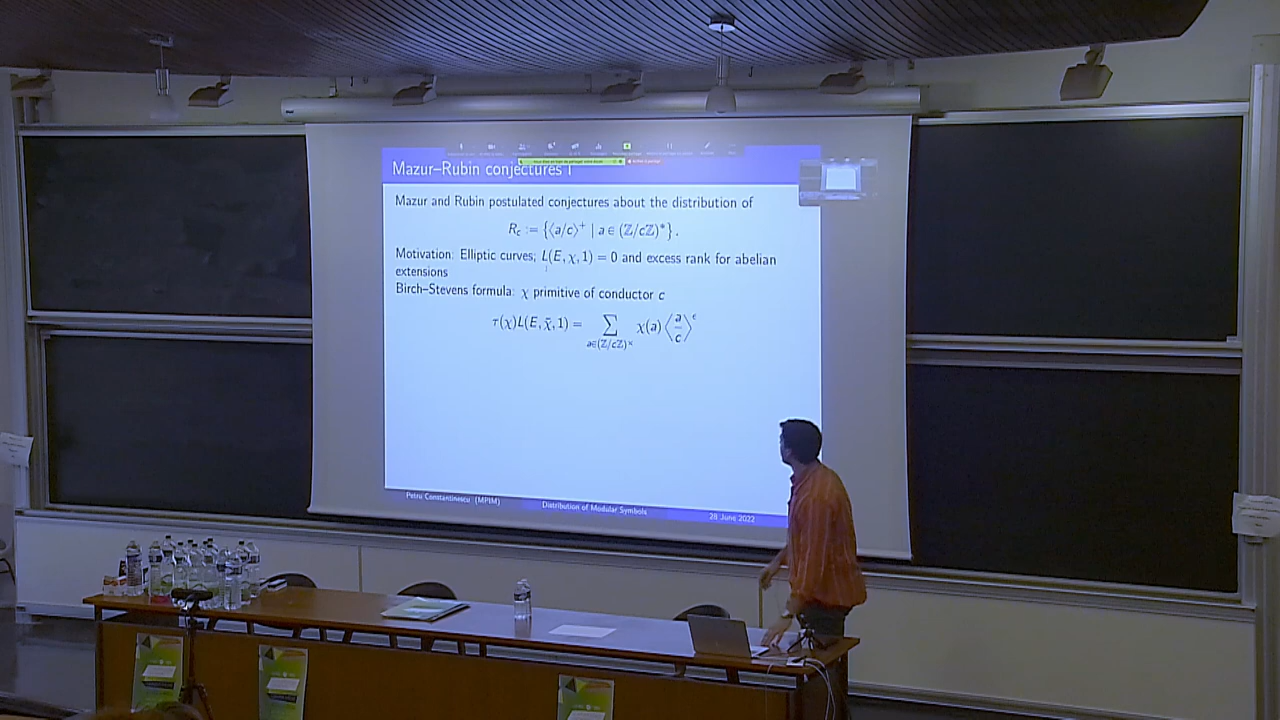 Mazur–Rubin conjectures I
Mazur and Rubin postulated conjectures about the distribution of
R_c := {⟨a/c⟩⁺ | a ∈ (ℤ/cℤ)*}.
Motivation: Elliptic curves; L(E, χ, 1) = 0 and excess rank for abelian
extensions
Birch–Stevens formula: χ primitive of conductor c
τ(χ)L(E, χ̄, 1) = ∑_{a∈(ℤ/cℤ)^×} χ(a) ⟨a/c⟩^ε
Petru Constantinescu (MPIM) Distribution of Modular Symbols 28 June 2022